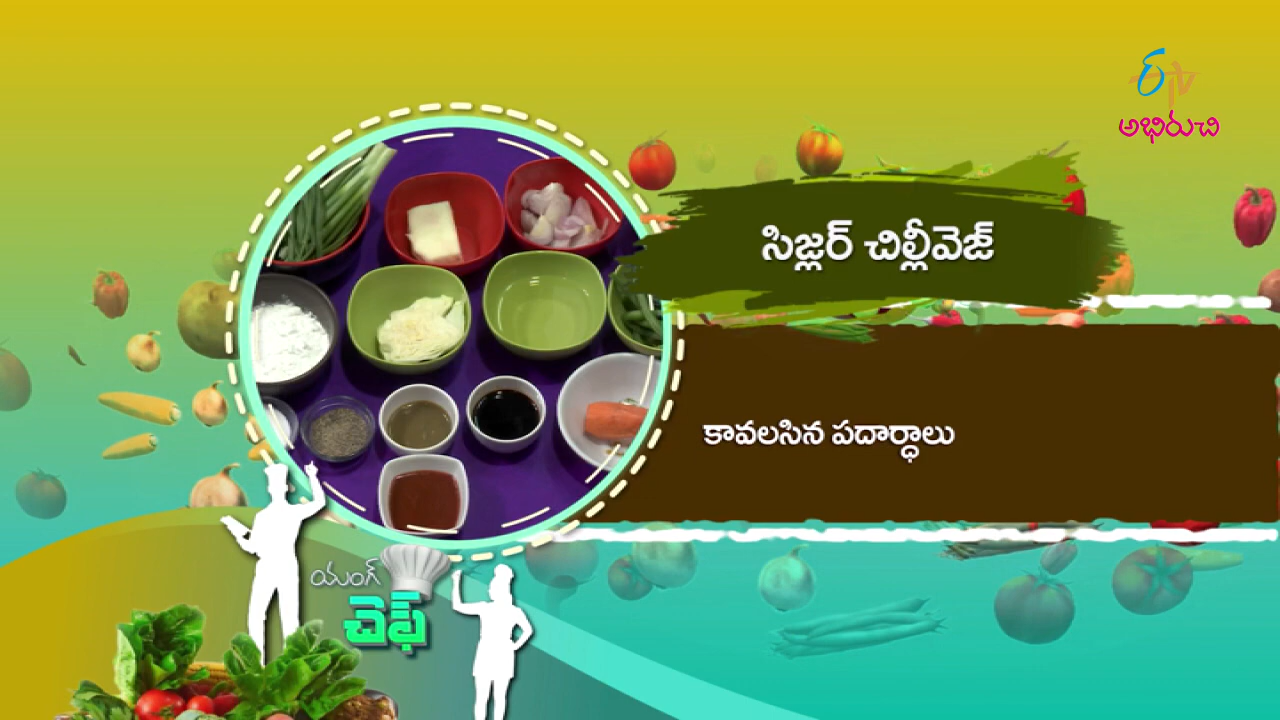 ETV
అభిరుచి
సిజ్లర్ చిల్లీవెజ్
కావలసిన పదార్ధాలు
యంగ్
చెఫ్